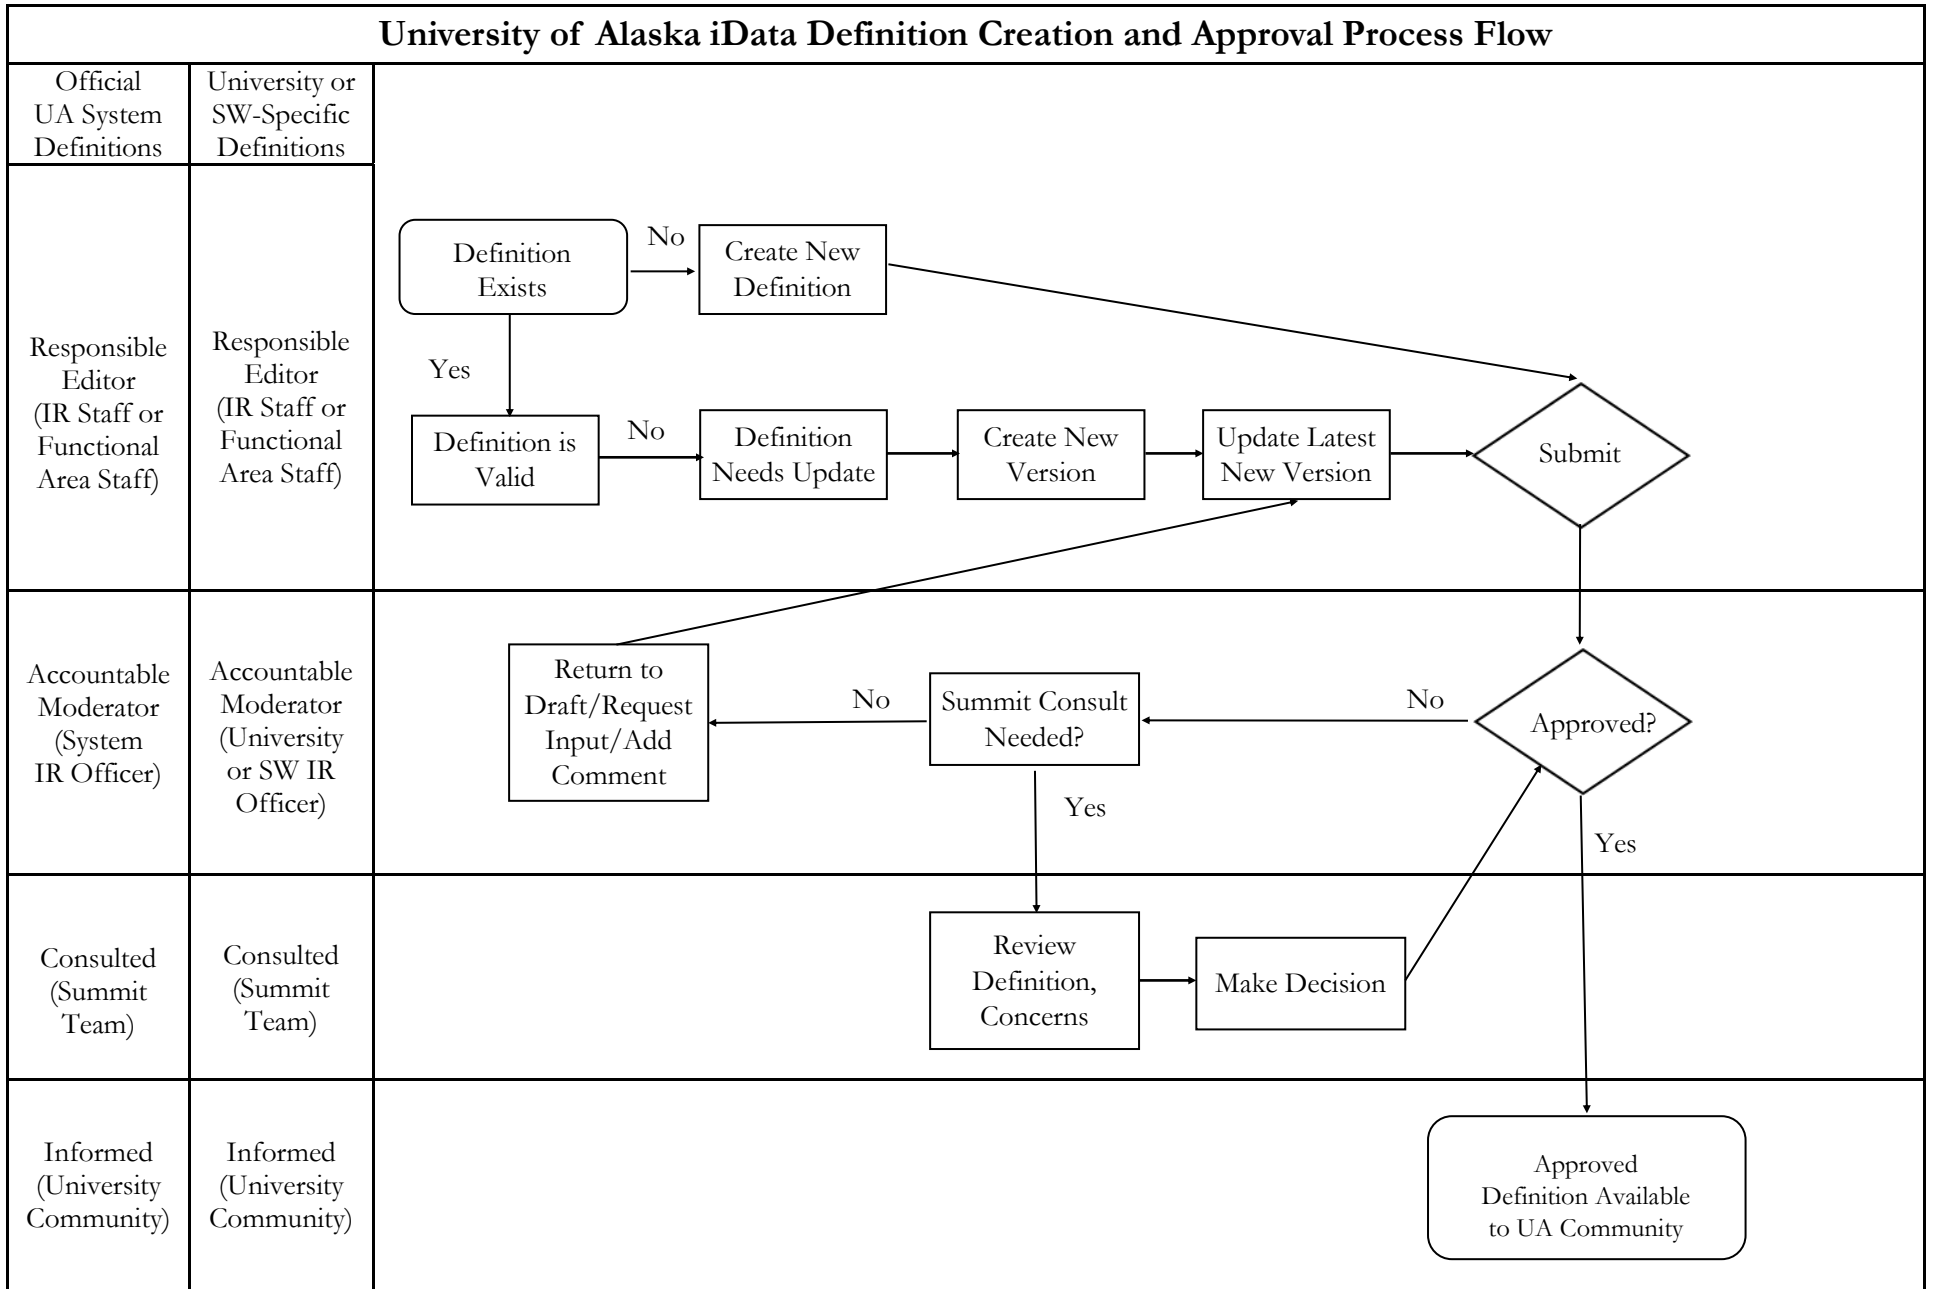 University of Alaska iData Definition Creation and Approval Process Flow
Official
UA System
Definitions
University or
SW-Specific
Definitions
Responsible
Editor
(IR Staff or
Functional
Area Staff)
Responsible
Editor
(IR Staff or
Functional
Area Staff)
Definition
Exists
No
Create New
Definition
Yes
Definition is
Valid
No
Definition
Needs Update
Create New
Version
Update Latest
New Version
Submit
Accountable
Moderator
(System
IR Officer)
Accountable
Moderator
(University
or SW IR
Officer)
Return to
Draft/Request
Input/Add
Comment
No
Summit Consult
Needed?
No
Approved?
Yes
Yes
Consulted
(Summit
Team)
Consulted
(Summit
Team)
Review
Definition,
Concerns
Make Decision
Informed
(University
Community)
Informed
(University
Community)
Approved
Definition Available
to UA Community